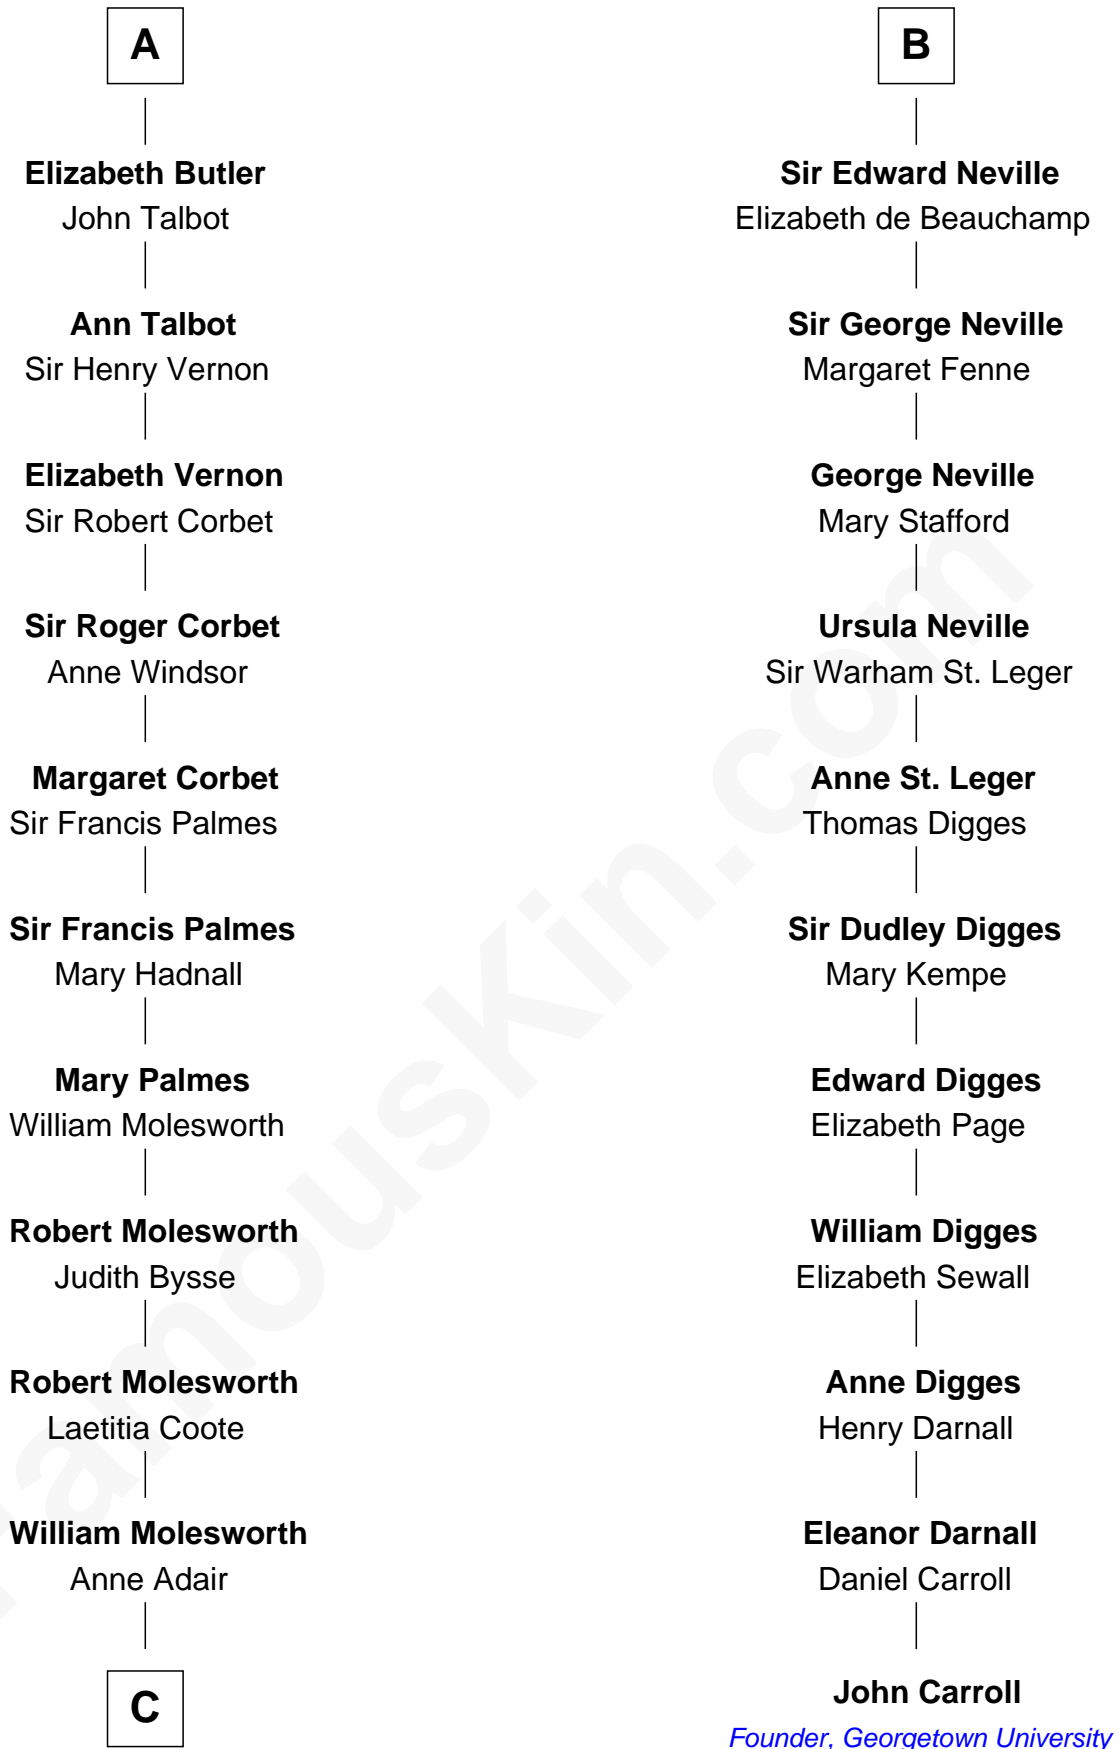 A
Elizabeth Butler
John Talbot
Ann Talbot
Sir Henry Vernon
Elizabeth Vernon
Sir Robert Corbet
Sir Roger Corbet
Anne Windsor
Margaret Corbet
Sir Francis Palmes
Sir Francis Palmes
Mary Hadnall
Mary Palmes
William Molesworth
Robert Molesworth
Judith Bysse
Robert Molesworth
Laetitia Coote
William Molesworth
Anne Adair
C
B
Sir Edward Neville
Elizabeth de Beauchamp
Sir George Neville
Margaret Fenne
George Neville
Mary Stafford
Ursula Neville
Sir Warham St. Leger
Anne St. Leger
Thomas Digges
Sir Dudley Digges
Mary Kempe
Edward Digges
Elizabeth Page
William Digges
Elizabeth Sewall
Anne Digges
Henry Darnall
Eleanor Darnall
Daniel Carroll
John Carroll
Founder, Georgetown University
FamousKin.com